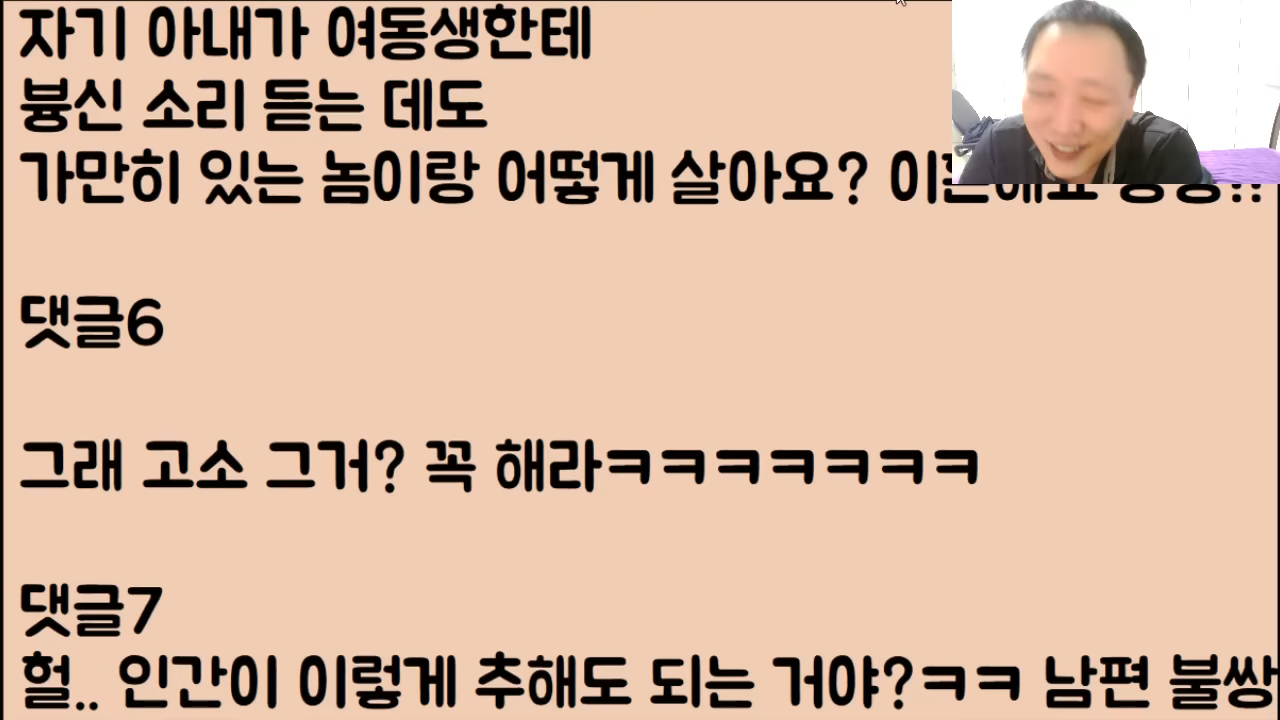 자기 아내가 여동생한테
븅신 소리 듣는 데도
가만히 있는 놈이랑 어떻게 살아요?
댓글6
그래 고소 그거? 꼭 해라ㅋㅋㅋㅋㅋㅋㅋ
댓글7
헐.. 인간이 이렇게 추해도 되는 거야?ㅋㅋ 남편 불쌍